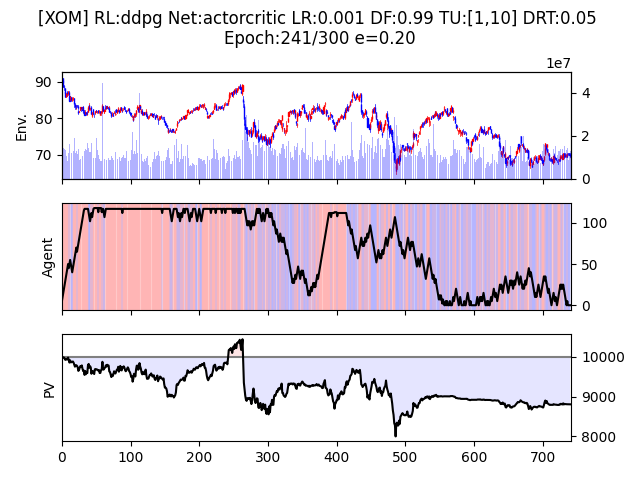 [XOM] RL:ddpg Net:actorcritic LR:0.001 DF:0.99 TU:[1,10] DRT:0.05
Epoch:241/300 e=0.20
1e7
90
80
70
Env.
4
2
0
Agent
100
50
0
PV
10000
9000
8000
0 100 200 300 400 500 600 700